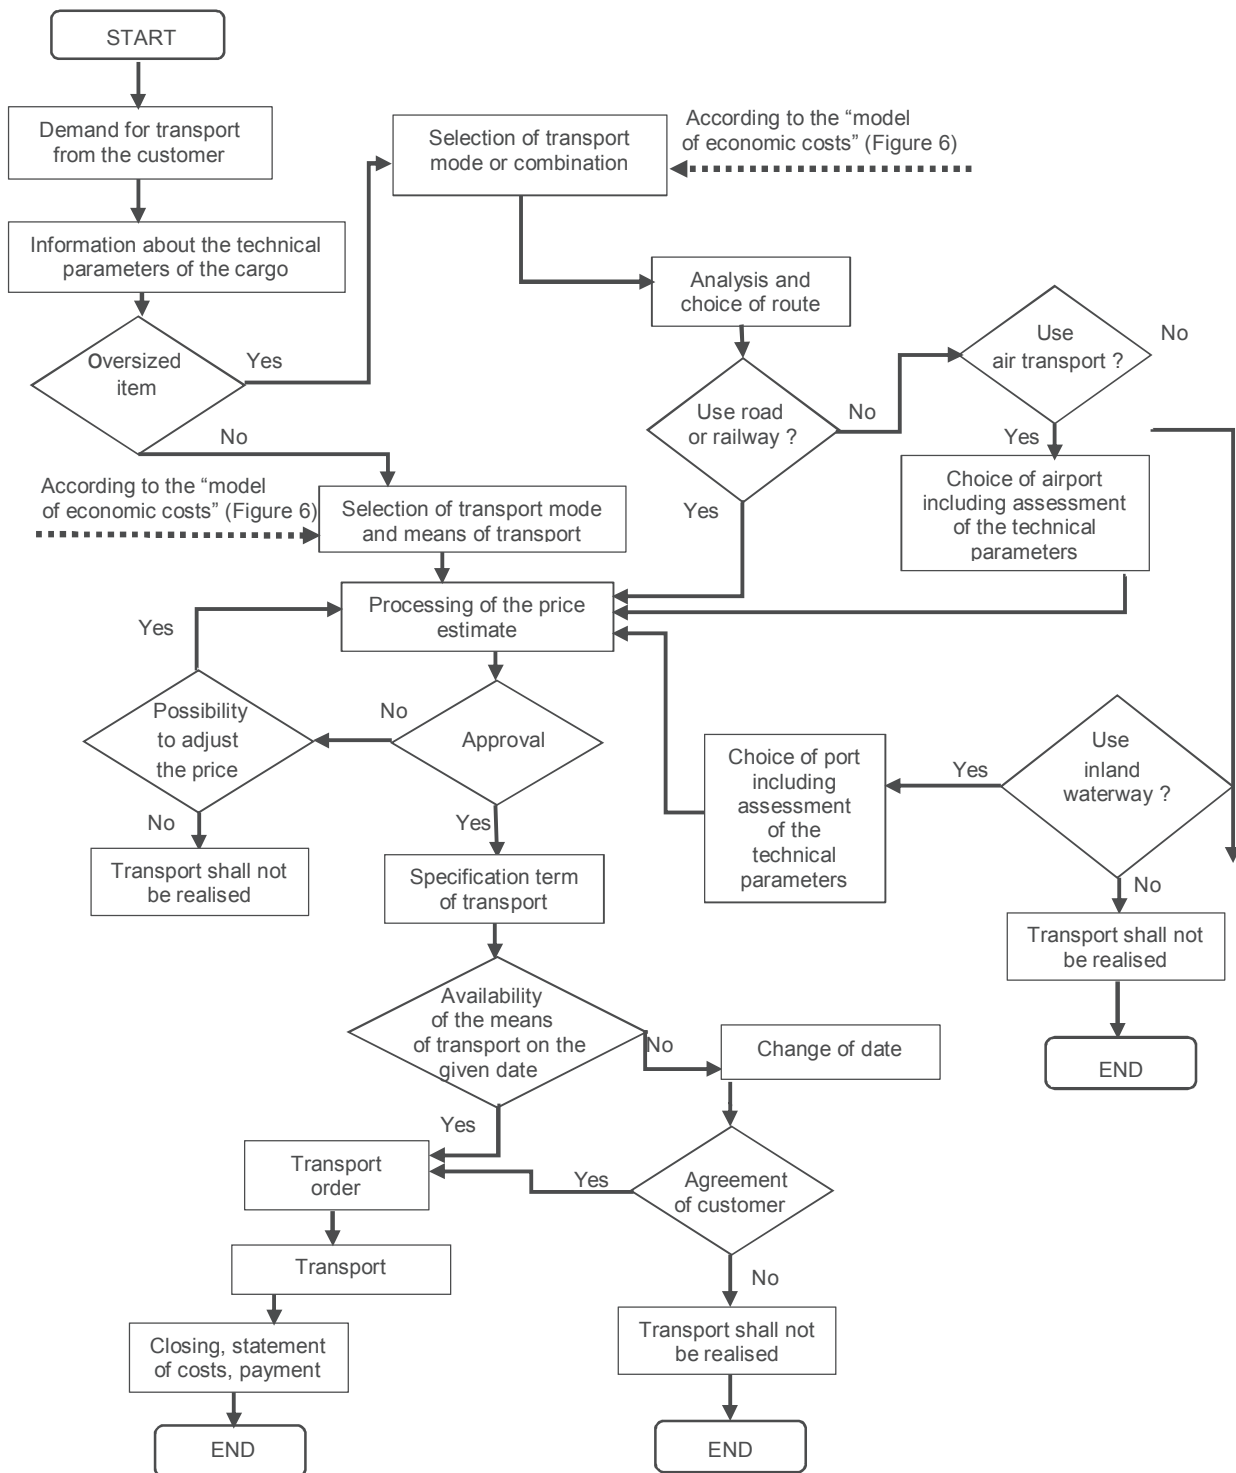 START
Demand for transport
from the customer
Information about the technical
parameters of the cargo
Oversized
item
Yes
No
Selection of transport
mode or combination
According to the “model
of economic costs” (Figure 6)
Analysis and
choice of route
Use road
or railway ?
No
Yes
Use
air transport ?
No
Yes
Choice of airport
including assessment
of the technical
parameters
According to the “model
of economic costs” (Figure 6)
Selection of transport mode
and means of transport
Processing of the price
estimate
Yes
Possibility
to adjust
the price
No
No
Approval
Yes
Transport shall not
be realised
Specification term
of transport
Choice of port
including
assessment
of the
technical
parameters
Yes
Use
inland
waterway ?
No
Transport shall not
be realised
END
Availability
of the means
of transport on the
given date
No
Change of date
Yes
Transport
order
Yes
Agreement
of customer
No
Transport
Closing, statement
of costs, payment
END
Transport shall not
be realised
END